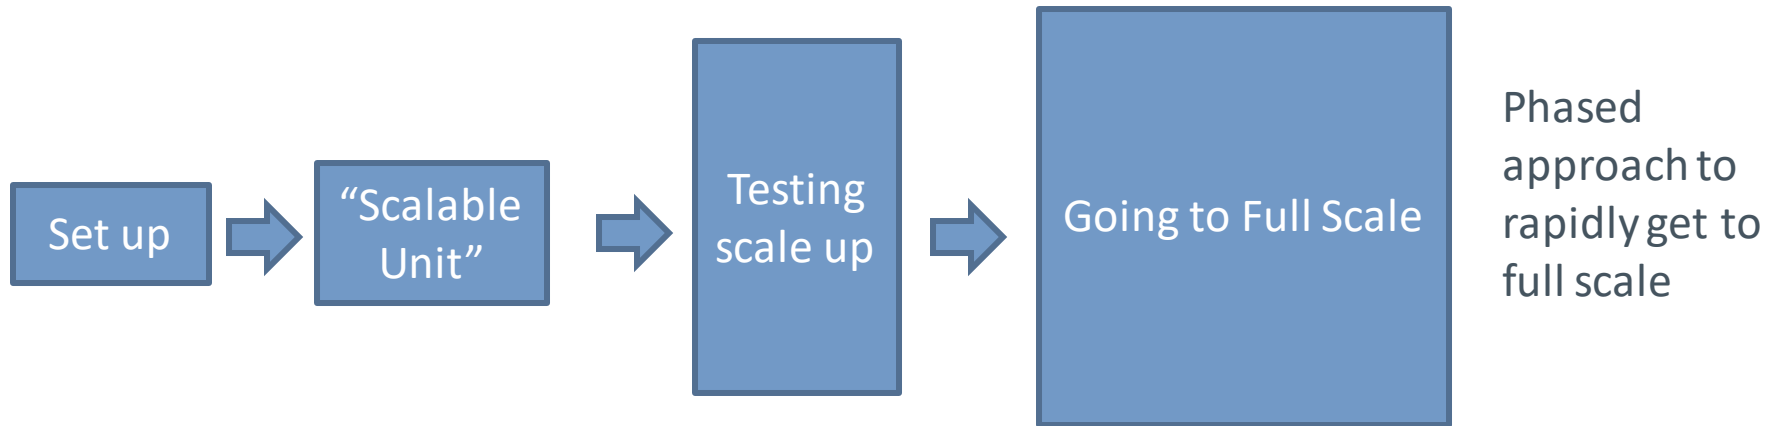 Set up
“Scalable
Unit”
Testing
scale up
Going to Full Scale
Phased
approach to
rapidly get to
full scale